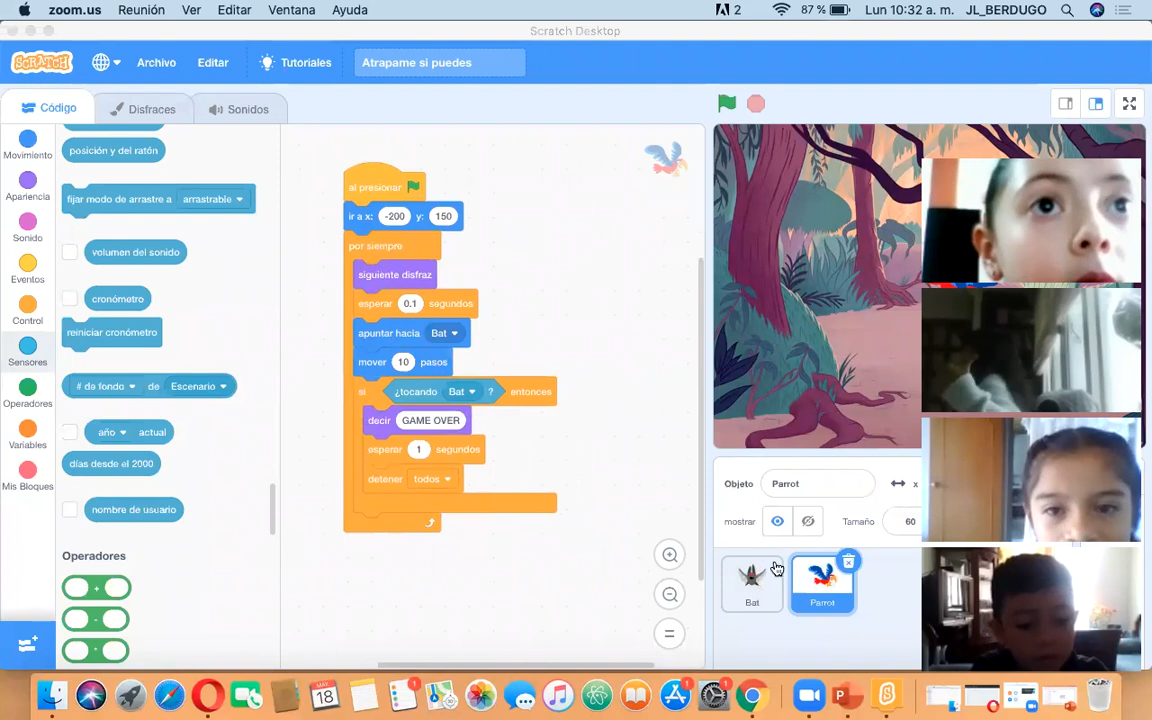 zoom.us Reunión Ver Editar Ventana Ayuda 2 87 % Lun 10:32 a. m. JL_BERDUGO
Scratch Desktop
SCRATCH Archivo Editar Tutoriales Atrapame si puedes
Código Disfraces Sonidos
Movimiento
Apariencia
Sonido
Eventos
Control
Sensores
Operadores
Variables
Mis Bloques
posición y del ratón
fijar modo de arrastre a arrastrable
volumen del sonido
cronómetro
reiniciar cronómetro
# de fondo de Escenario
año actual
días desde el 2000
nombre de usuario
Operadores
+
-
*
al presionar
ir a x: -200 y: 150
por siempre
siguiente disfraz
esperar 0.1 segundos
apuntar hacia Bat
mover 10 pasos
si ¿tocando Bat ? entonces
decir GAME OVER
esperar 1 segundos
detener todos
Objeto Parrot x
mostrar Tamaño 60
Bat Parrot
MAY 18 1 1